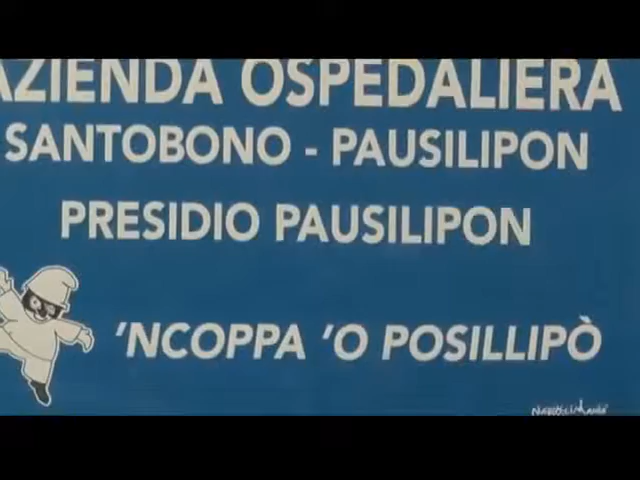 AZIENDA OSPEDALIERA
SANTOBONO - PAUSILIPON
PRESIDIO PAUSILIPON
'NCOPPA 'O POSILLIPÒ